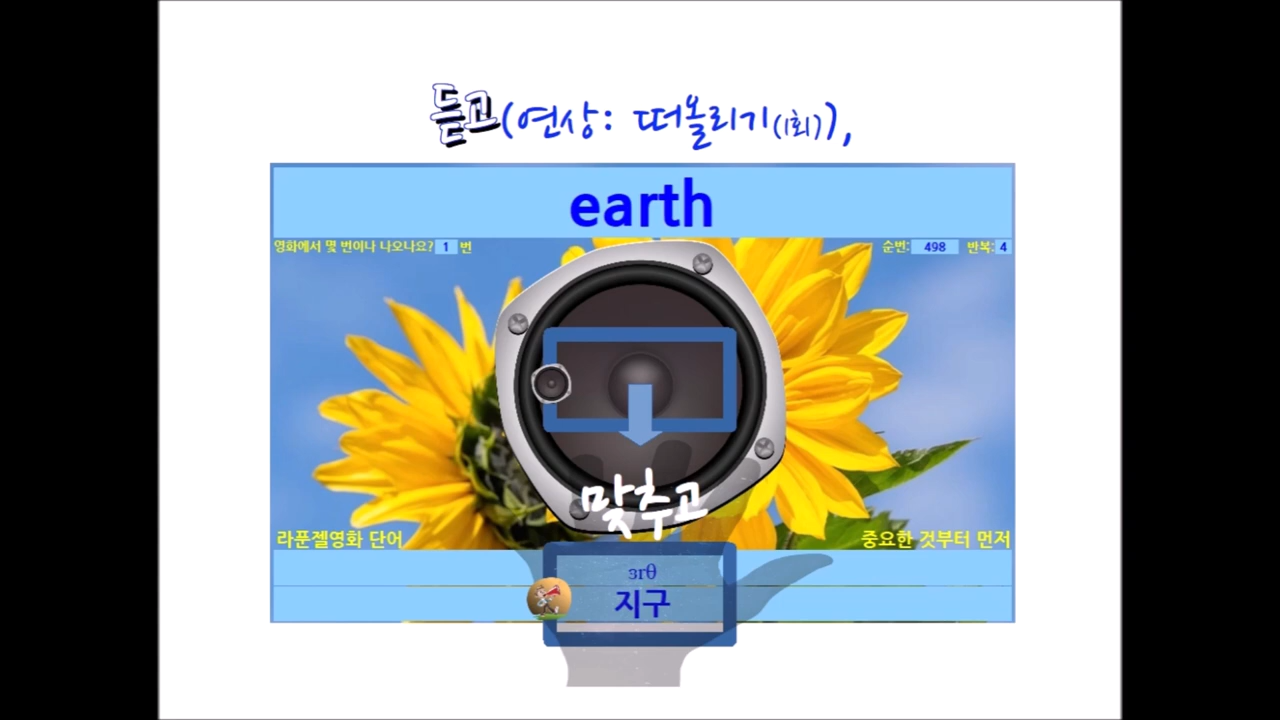 듣고(연상: 떠올리기(1회)),
earth
영화에서 몇 번이나 나오나요? 1 번
순번: 498 반복: 4
맞추고
라푼젤영화 단어
중요한 것부터 먼저
ɜrθ
지구